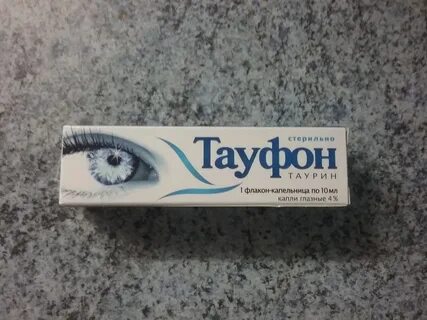 стерильно
Тауфон
ТАУРИН
1 флакон-капельница по 10 мл
капли глазные 4%